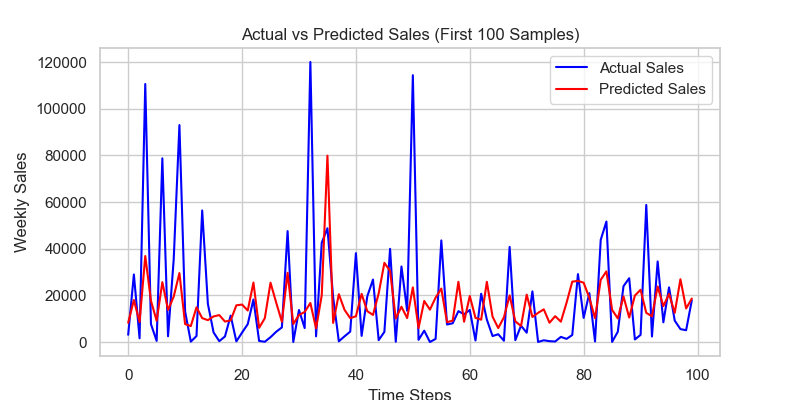 Actual vs Predicted Sales (First 100 Samples)
Actual Sales
Predicted Sales
Weekly Sales
120000
100000
80000
60000
40000
20000
0
0 20 40 60 80 100
Time Steps